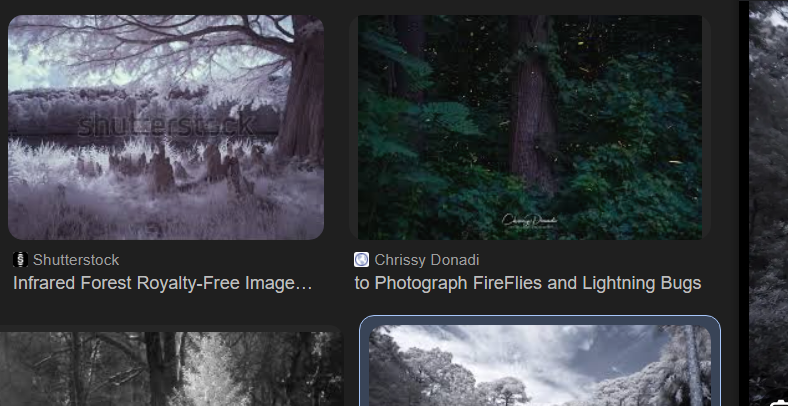 shutterstock
Chrissy Donadi
Shutterstock
Chrissy Donadi
Infrared Forest Royalty-Free Image…
to Photograph FireFlies and Lightning Bugs